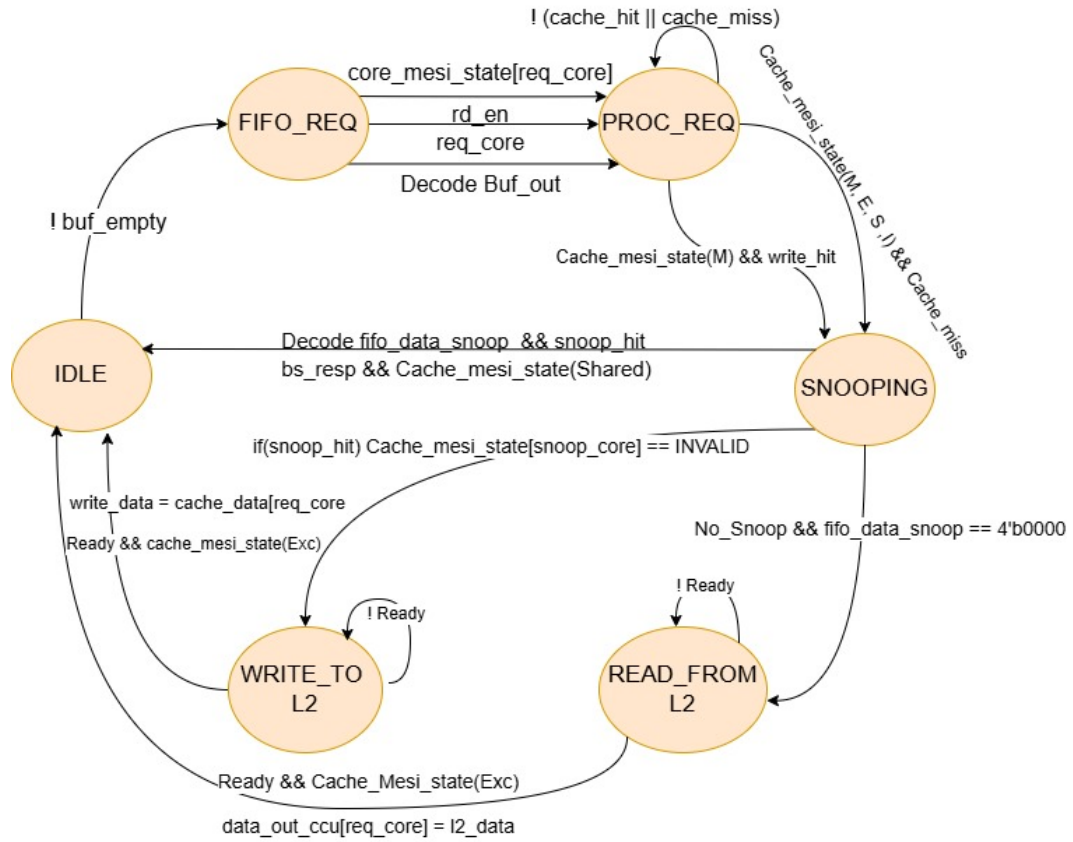 ! (cache_hit || cache_miss)
core_mesi_state[req_core]
FIFO_REQ
rd_en
PROC_REQ
req_core
Decode Buf_out
Cache_mesi_state(M, E, S ,I) && Cache_miss
! buf_empty
Cache_mesi_state(M) && write_hit
Decode fifo_data_snoop && snoop_hit
IDLE
bs_resp && Cache_mesi_state(Shared)
SNOOPING
if(snoop_hit) Cache_mesi_state[snoop_core] == INVALID
write_data = cache_data[req_core
Ready && cache_mesi_state(Exc)
No_Snoop && fifo_data_snoop == 4'b0000
! Ready
! Ready
WRITE_TO
L2
READ_FROM
L2
Ready && Cache_Mesi_state(Exc)
data_out_ccu[req_core] = l2_data